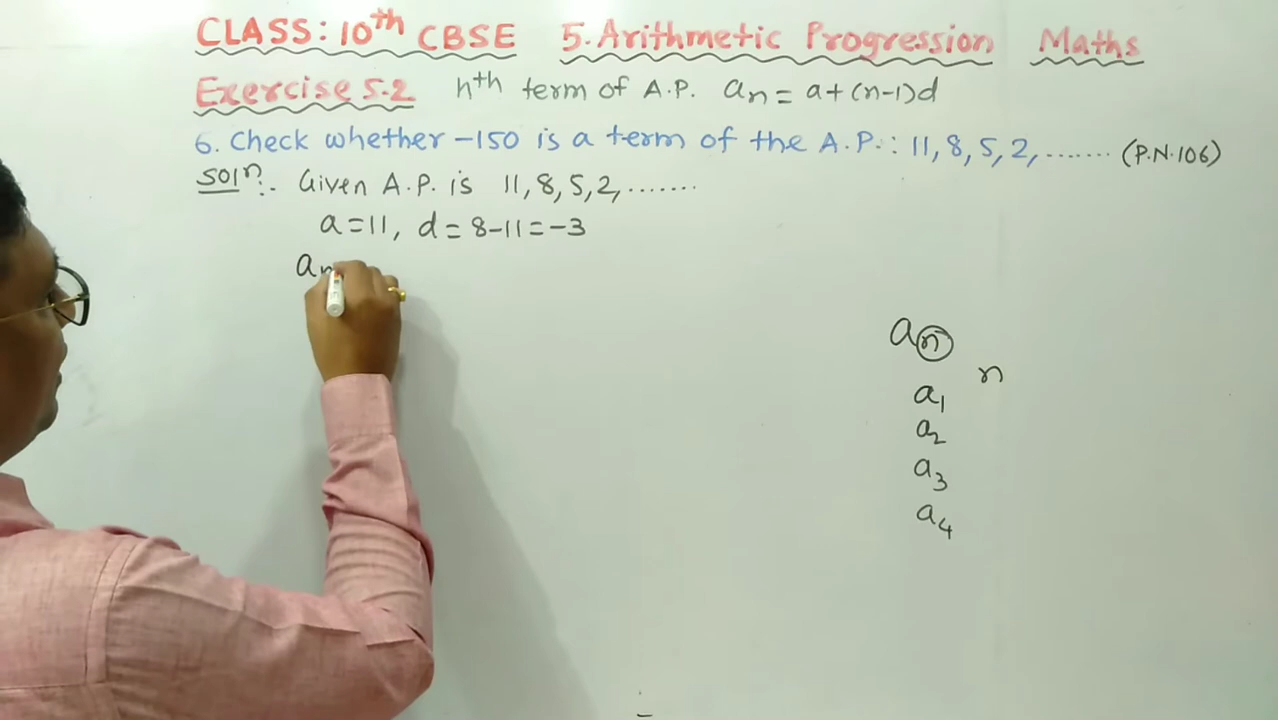 CLASS: 10th CBSE 5. Arithmetic Progression Maths
Exercise 5.2 nth term of A.P. an = a+(n-1)d
6. Check whether -150 is a term of the A.P.: 11, 8, 5, 2, ....... (P.N.106)
Soln:. Given A.P. is 11, 8, 5, 2, .......
a = 11, d = 8-11 = -3
an
an
n
a1
a2
a3
a4